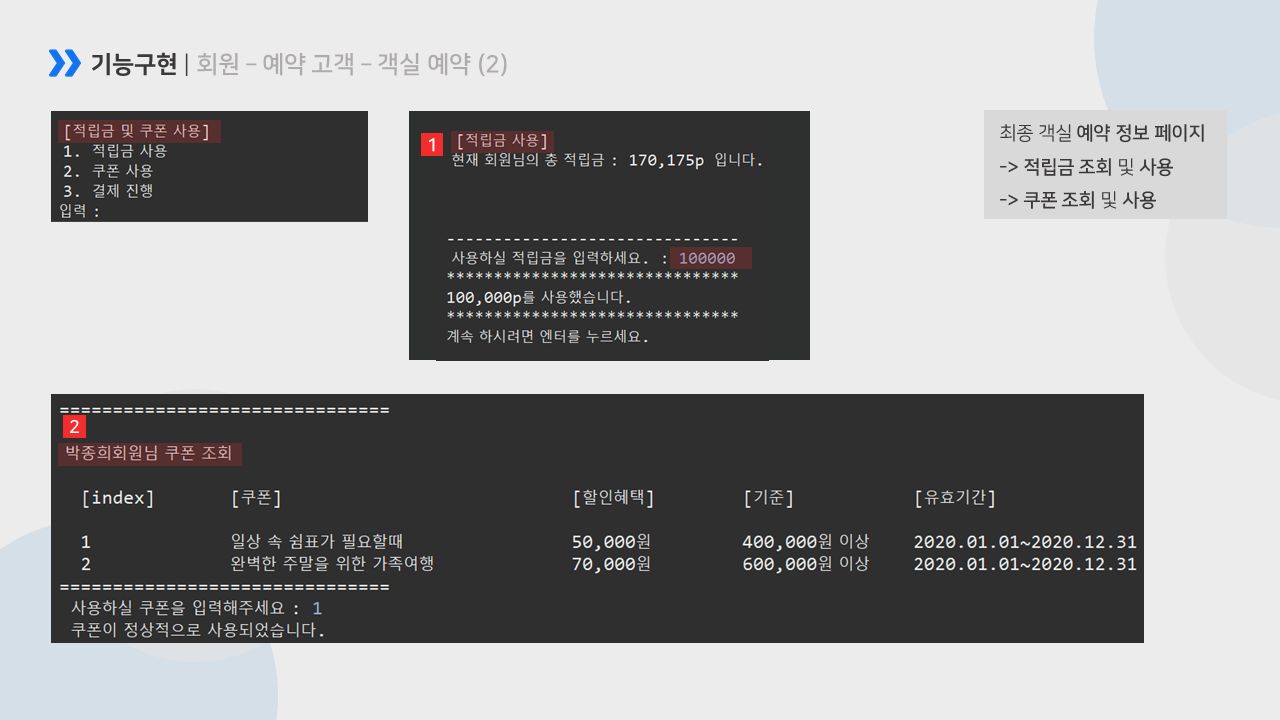 기능구현 | 회원 – 예약 고객 – 객실 예약 (2)
[적립금 및 쿠폰 사용]
1. 적립금 사용
2. 쿠폰 사용
3. 결제 진행
입력 :
1
[적립금 사용]
현재 회원님의 총 적립금 : 170,175p 입니다.
-------------------------------
사용하실 적립금을 입력하세요. : 100000
*******************************
100,000p를 사용했습니다.
*******************************
계속 하시려면 엔터를 누르세요.
최종 객실 예약 정보 페이지
-> 적립금 조회 및 사용
-> 쿠폰 조회 및 사용
===============================
2
박종희회원님 쿠폰 조회
[index] [쿠폰] [할인혜택] [기준] [유효기간]
1 일상 속 쉼표가 필요할때 50,000원 400,000원 이상 2020.01.01~2020.12.31
2 완벽한 주말을 위한 가족여행 70,000원 600,000원 이상 2020.01.01~2020.12.31
===============================
사용하실 쿠폰을 입력해주세요 : 1
쿠폰이 정상적으로 사용되었습니다.